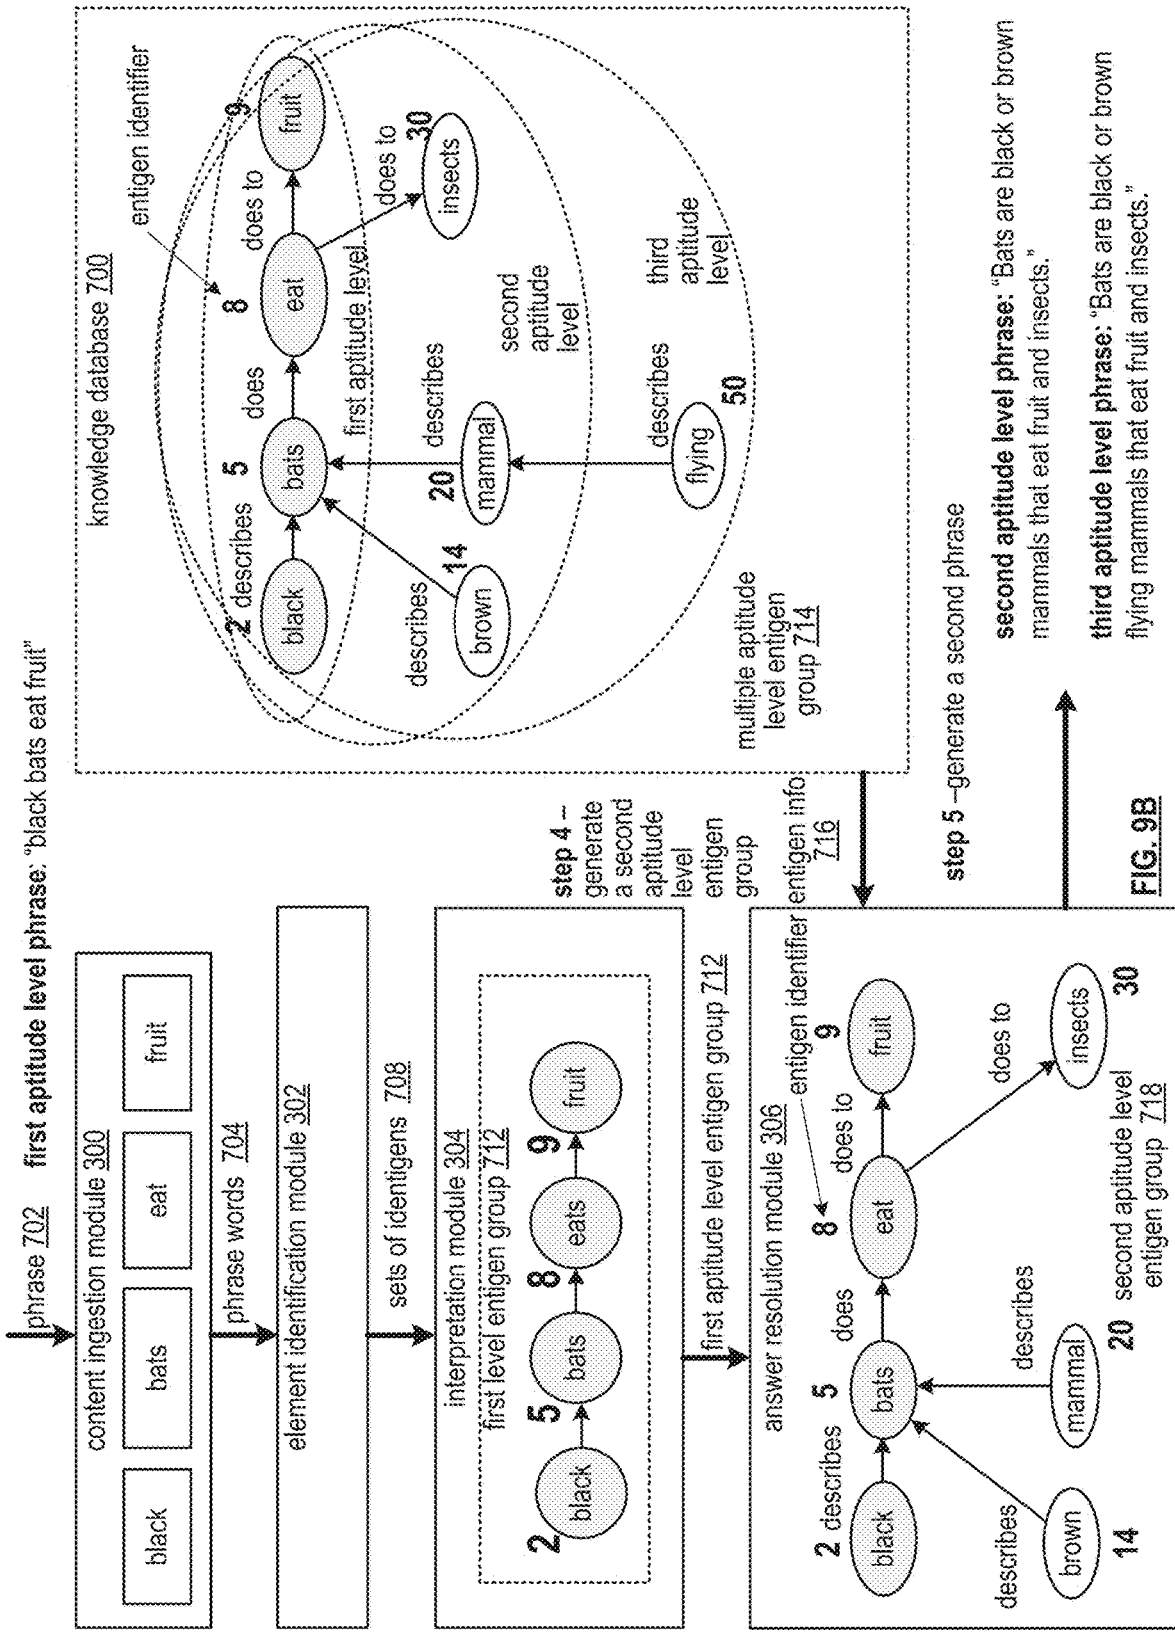 phrase 702
first aptitude level phrase: "black bats eat fruit"
content ingestion module 300
black
bats
eat
fruit
phrase words 704
element identification module 302
sets of identigens 708
interpretation module 304
first level entigen group 712
2
black
5
bats
8
eats
9
fruit
first aptitude level entigen group 712
step 4 –
generate
a second
aptitude
level
entigen
group
knowledge database 700
entigen identifier
2
describes
5
does
8
does to
9
black
bats
eat
fruit
first aptitude level
does to
30
insects
describes
14
brown
20
describes
mammal
second
aptitude
level
third
aptitude
level
describes
flying
50
multiple aptitude
level entigen
group 714
entigen info
716
answer resolution module 306
entigen identifier
2
describes
5
does
8
does to
9
black
bats
eat
fruit
describes
brown
14
describes
mammal
20
does to
insects
30
second aptitude level
entigen group 718
step 5 –generate a second phrase
second aptitude level phrase: "Bats are black or brown
mammals that eat fruit and insects."
third aptitude level phrase: "Bats are black or brown
flying mammals that eat fruit and insects."
FIG. 9B